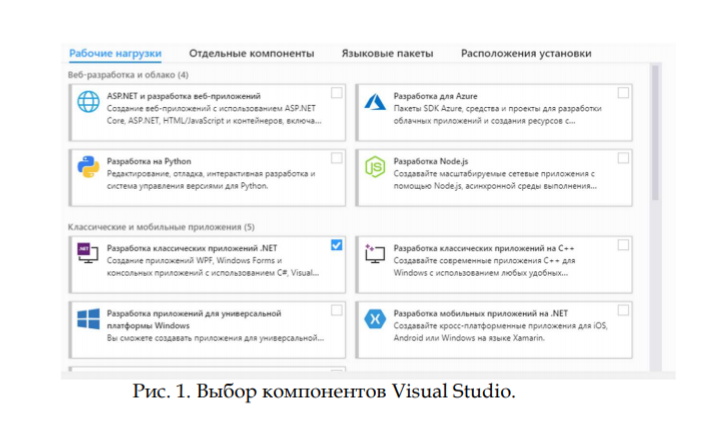 Рабочие нагрузки Отдельные компоненты Языковые пакеты Расположения установки
Веб-разработка и облако (4)
ASP.NET и разработка веб-приложений
Создание веб-приложений с использованием ASP.NET
Core, ASP.NET, HTML/JavaScript и контейнеров, включа...
Разработка для Azure
Пакеты SDK Azure, средства и проекты для разработки
облачных приложений и создания ресурсов с...
Разработка на Python
Редактирование, отладка, интерактивная разработка и
система управления версиями для Python.
Разработка Node.js
Создавайте масштабируемые сетевые приложения с
помощью Node.js, асинхронной среды выполнения...
Классические и мобильные приложения (5)
Разработка классических приложений .NET
Создание приложений WPF, Windows Forms и
консольных приложений с использованием C#, Visual...
Разработка классических приложений на C++
Создавайте современные приложения C++ для
Windows с использованием любых удобных...
Разработка приложений для универсальной
платформы Windows
Вы сможете создавать приложения для универсальной...
Разработка мобильных приложений на .NET
Создавайте кросс-платформенные приложения для iOS,
Android или Windows на языке Xamarin.
Рис. 1. Выбор компонентов Visual Studio.